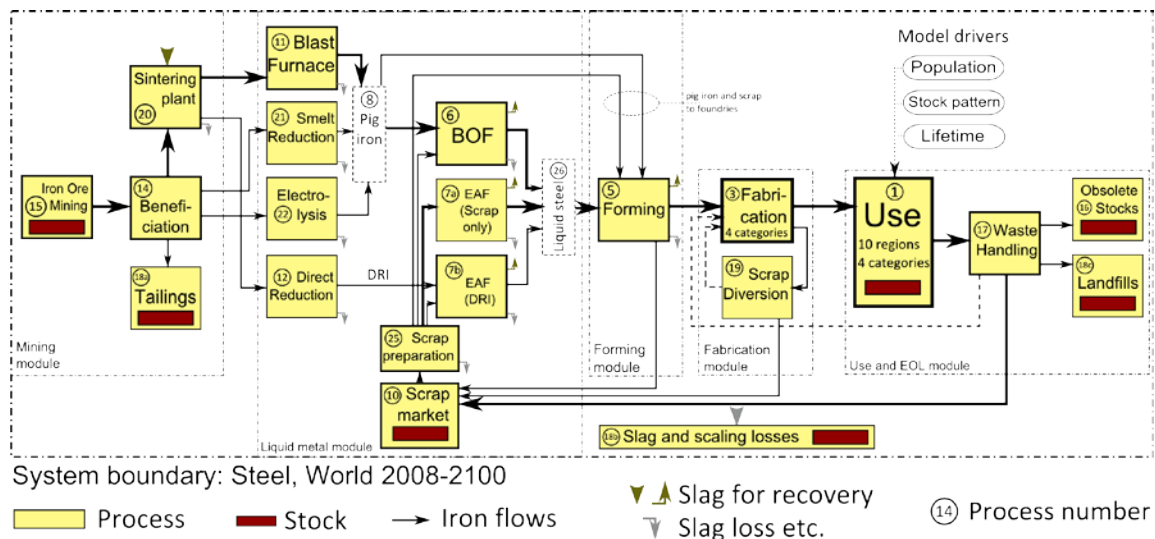 Model drivers
Population
Stock pattern
Lifetime
pig iron and scrap
to foundries
Sintering
plant
20
11 Blast
Furnace
21 Smelt
Reduction
Electro-
lysis
22
12 Direct
Reduction
DRI
8
Pig
iron
6
BOF
7a EAF
(Scrap
only)
7b EAF
(DRI)
26
Liquid steel
Iron Ore
15 Mining
14
Benefi-
ciation
18a
Tailings
Mining
module
25 Scrap
preparation
10 Scrap
market
Liquid metal module
5
Forming
Forming
module
3 Fabri-
cation
4 categories
19 Scrap
Diversion
Fabrication
module
1
Use
10 regions
4 categories
17 Waste
Handling
Obsolete
16 Stocks
18c
Landfills
Use and EOL module
18b Slag and scaling losses
System boundary: Steel, World 2008-2100
Process
Stock
Iron flows
Slag for recovery
Slag loss etc.
14 Process number